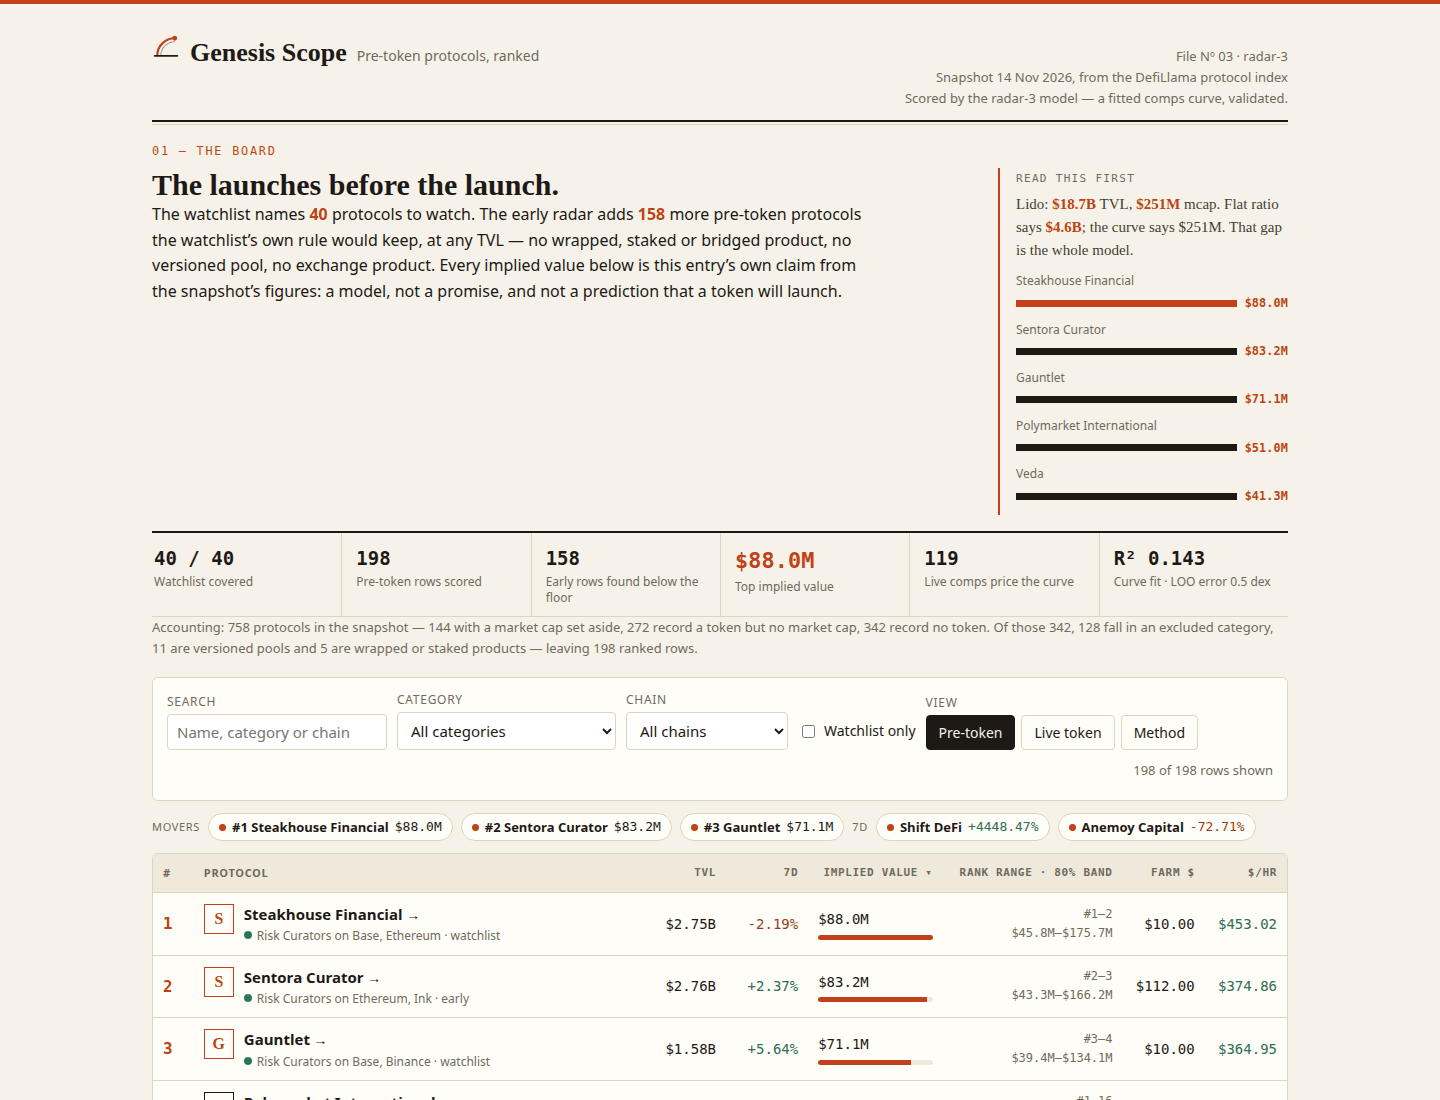 Genesis Scope Pre-token protocols, ranked
File Nº 03 · radar-3
Snapshot 14 Nov 2026, from the DefiLlama protocol index
Scored by the radar-3 model — a fitted comps curve, validated.
01 — THE BOARD
The launches before the launch.
The watchlist names 40 protocols to watch. The early radar adds 158 more pre-token protocols
the watchlist’s own rule would keep, at any TVL — no wrapped, staked or bridged product, no
versioned pool, no exchange product. Every implied value below is this entry’s own claim from
the snapshot’s figures: a model, not a promise, and not a prediction that a token will launch.
READ THIS FIRST
Lido: $18.7B TVL, $251M mcap. Flat ratio
says $4.6B; the curve says $251M. That gap
is the whole model.
Steakhouse Financial
$88.0M
Sentora Curator
$83.2M
Gauntlet
$71.1M
Polymarket International
$51.0M
Veda
$41.3M
40 / 40
Watchlist covered
198
Pre-token rows scored
158
Early rows found below the
floor
$88.0M
Top implied value
119
Live comps price the curve
R² 0.143
Curve fit · LOO error 0.5 dex
Accounting: 758 protocols in the snapshot — 144 with a market cap set aside, 272 record a token but no market cap, 342 record no token. Of those 342, 128 fall in an excluded category,
11 are versioned pools and 5 are wrapped or staked products — leaving 198 ranked rows.
SEARCH
Name, category or chain
CATEGORY
All categories
CHAIN
All chains
Watchlist only
VIEW
Pre-token Live token Method
198 of 198 rows shown
MOVERS #1 Steakhouse Financial $88.0M #2 Sentora Curator $83.2M #3 Gauntlet $71.1M 7D Shift DeFi +4448.47% Anemoy Capital -72.71%
# PROTOCOL TVL 7D IMPLIED VALUE ▾ RANK RANGE · 80% BAND FARM $ $/HR
1 S Steakhouse Financial → $2.75B -2.19% $88.0M #1–2 $10.00 $453.02
Risk Curators on Base, Ethereum · watchlist $45.8M–$175.7M
2 S Sentora Curator → $2.76B +2.37% $83.2M #2–3 $112.00 $374.86
Risk Curators on Ethereum, Ink · early $43.3M–$166.2M
3 G Gauntlet → $1.58B +5.64% $71.1M #3–4 $10.00 $364.95
Risk Curators on Base, Binance · watchlist $39.4M–$134.1M